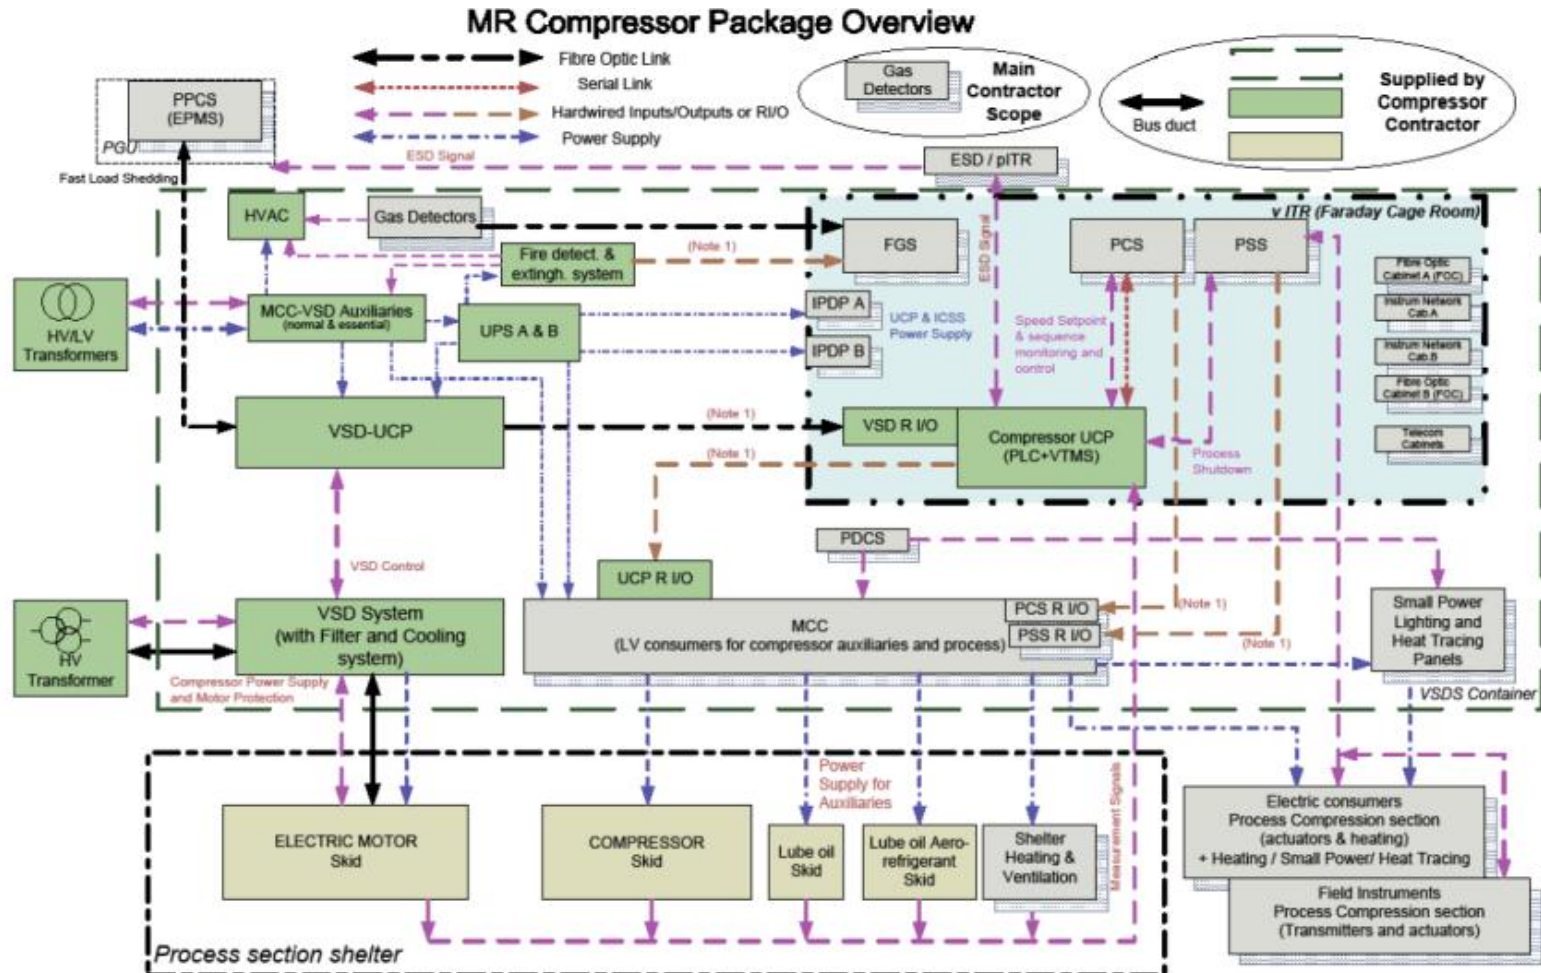 MR Compressor Package Overview
Fibre Optic Link
Serial Link
Hardwired Inputs/Outputs or RI/O
Power Supply
Gas
Detectors
Main
Contractor
Scope
Bus duct
Supplied by
Compressor
Contractor
PPCS
(EPMS)
PGU
ESD Signal
ESD / pITR
Fast Load Shedding
HVAC
Gas Detectors
Fire detect. &
extingh. system
(Note 1)
v ITR (Faraday Cage Room)
FGS
ESD Signal
PCS
PSS
Fibre Optic
Cabinet A (FOC)
Instrum Network
Cab.A
Instrum Network
Cab.B
Fibre Optic
Cabinet B (FOC)
Telecom
Cabinets
HV/LV
Transformers
MCC-VSD Auxiliaries
(normal & essential)
UPS A & B
IPDP A
IPDP B
UCP & ICSS
Power Supply
Speed Setpoint
& sequence
monitoring and
control
VSD-UCP
(Note 1)
VSD R I/O
Compressor UCP
(PLC+VTMS)
Process
Shutdown
(Note 1)
PDCS
VSD Control
UCP R I/O
HV
Transformer
VSD System
(with Filter and Cooling
system)
MCC
(LV consumers for compressor auxiliaries and process)
PCS R I/O
PSS R I/O
(Note 1)
(Note 1)
Small Power
Lighting and
Heat Tracing
Panels
VSDS Container
Compressor Power Supply
and Motor Protection
Power
Supply for
Auxiliaries
Measurement Signals
ELECTRIC MOTOR
Skid
COMPRESSOR
Skid
Lube oil
Skid
Lube oil Aero-
refrigerant
Skid
Shelter
Heating &
Ventilation
Electric consumers
Process Compression section
(actuators & heating)
+ Heating / Small Power/ Heat Tracing
Field Instruments
Process Compression section
(Transmitters and actuators)
Process section shelter